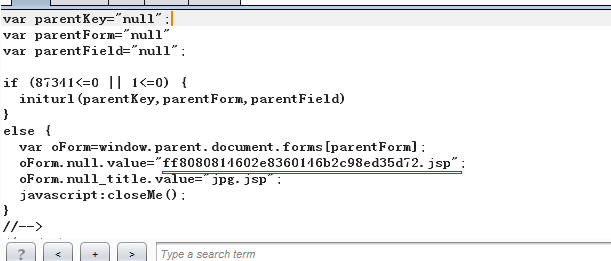 var parentKey="null";
var parentForm="null"
var parentField="null";
if (87341<=0 || 1<=0) {
initurl(parentKey,parentForm,parentField)
}
else {
var oForm=window.parent.document.forms[parentForm];
oForm.null.value="ff8080814602e8360146b2c98ed35d72.jsp";
oForm.null_title.value="jpg.jsp";
javascript:closeMe();
}
//-->
? < + > Type a search term